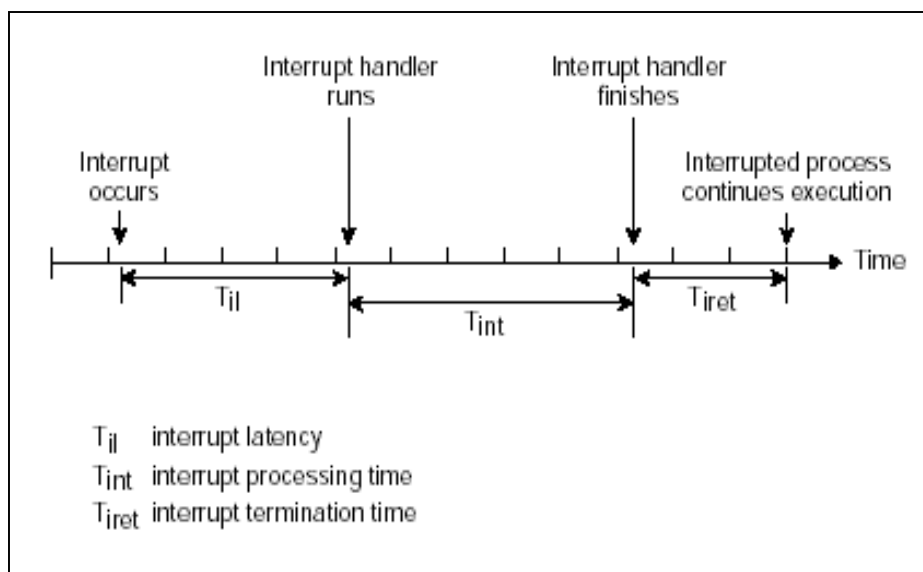 Interrupt handler
runs
Interrupt handler
finishes
Interrupt
occurs
Interrupted process
continues execution
Time
Til
Tint
Tiret
Til interrupt latency
Tint interrupt processing time
Tiret interrupt termination time